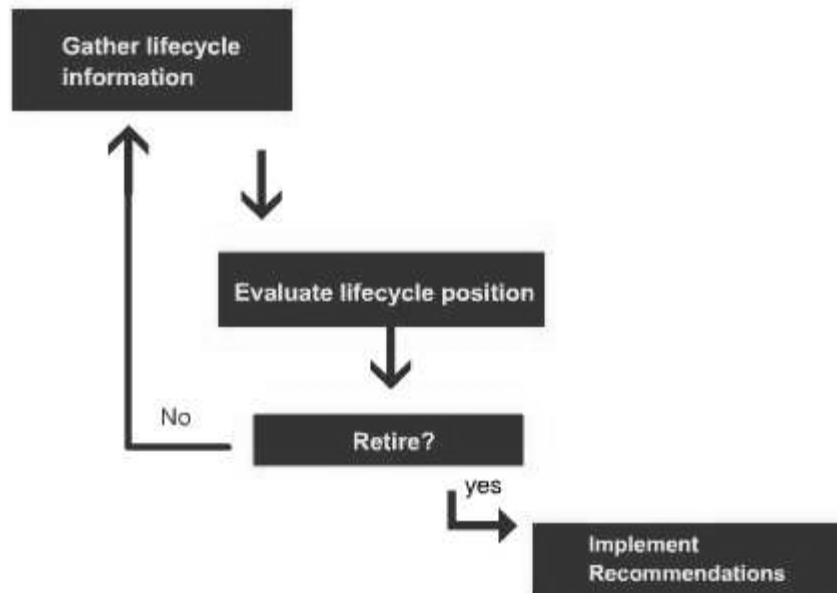 Gather lifecycle
information
Evaluate lifecycle position
No
Retire?
yes
Implement
Recommendations